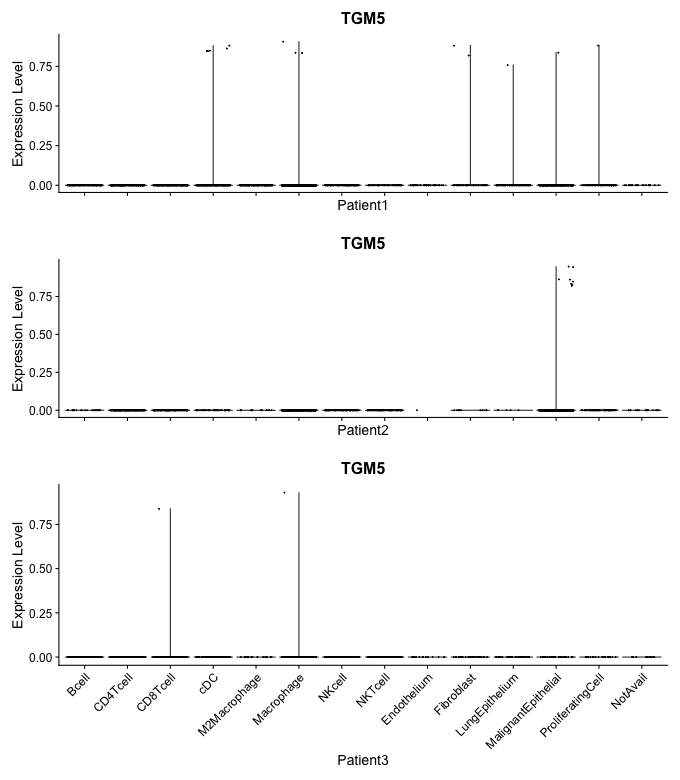 TGM5
Expression Level
0.75
0.50
0.25
0.00
Patient1
TGM5
Expression Level
0.75
0.50
0.25
0.00
Patient2
TGM5
Expression Level
0.75
0.50
0.25
0.00
Bcell
CD4Tcell
CD8Tcell
cDC
M2Macrophage
Macrophage
NKcell
NKTcell
Endothelium
Fibroblast
LungEpithelium
MalignantEpithelial
ProliferatingCell
NotAvail
Patient3